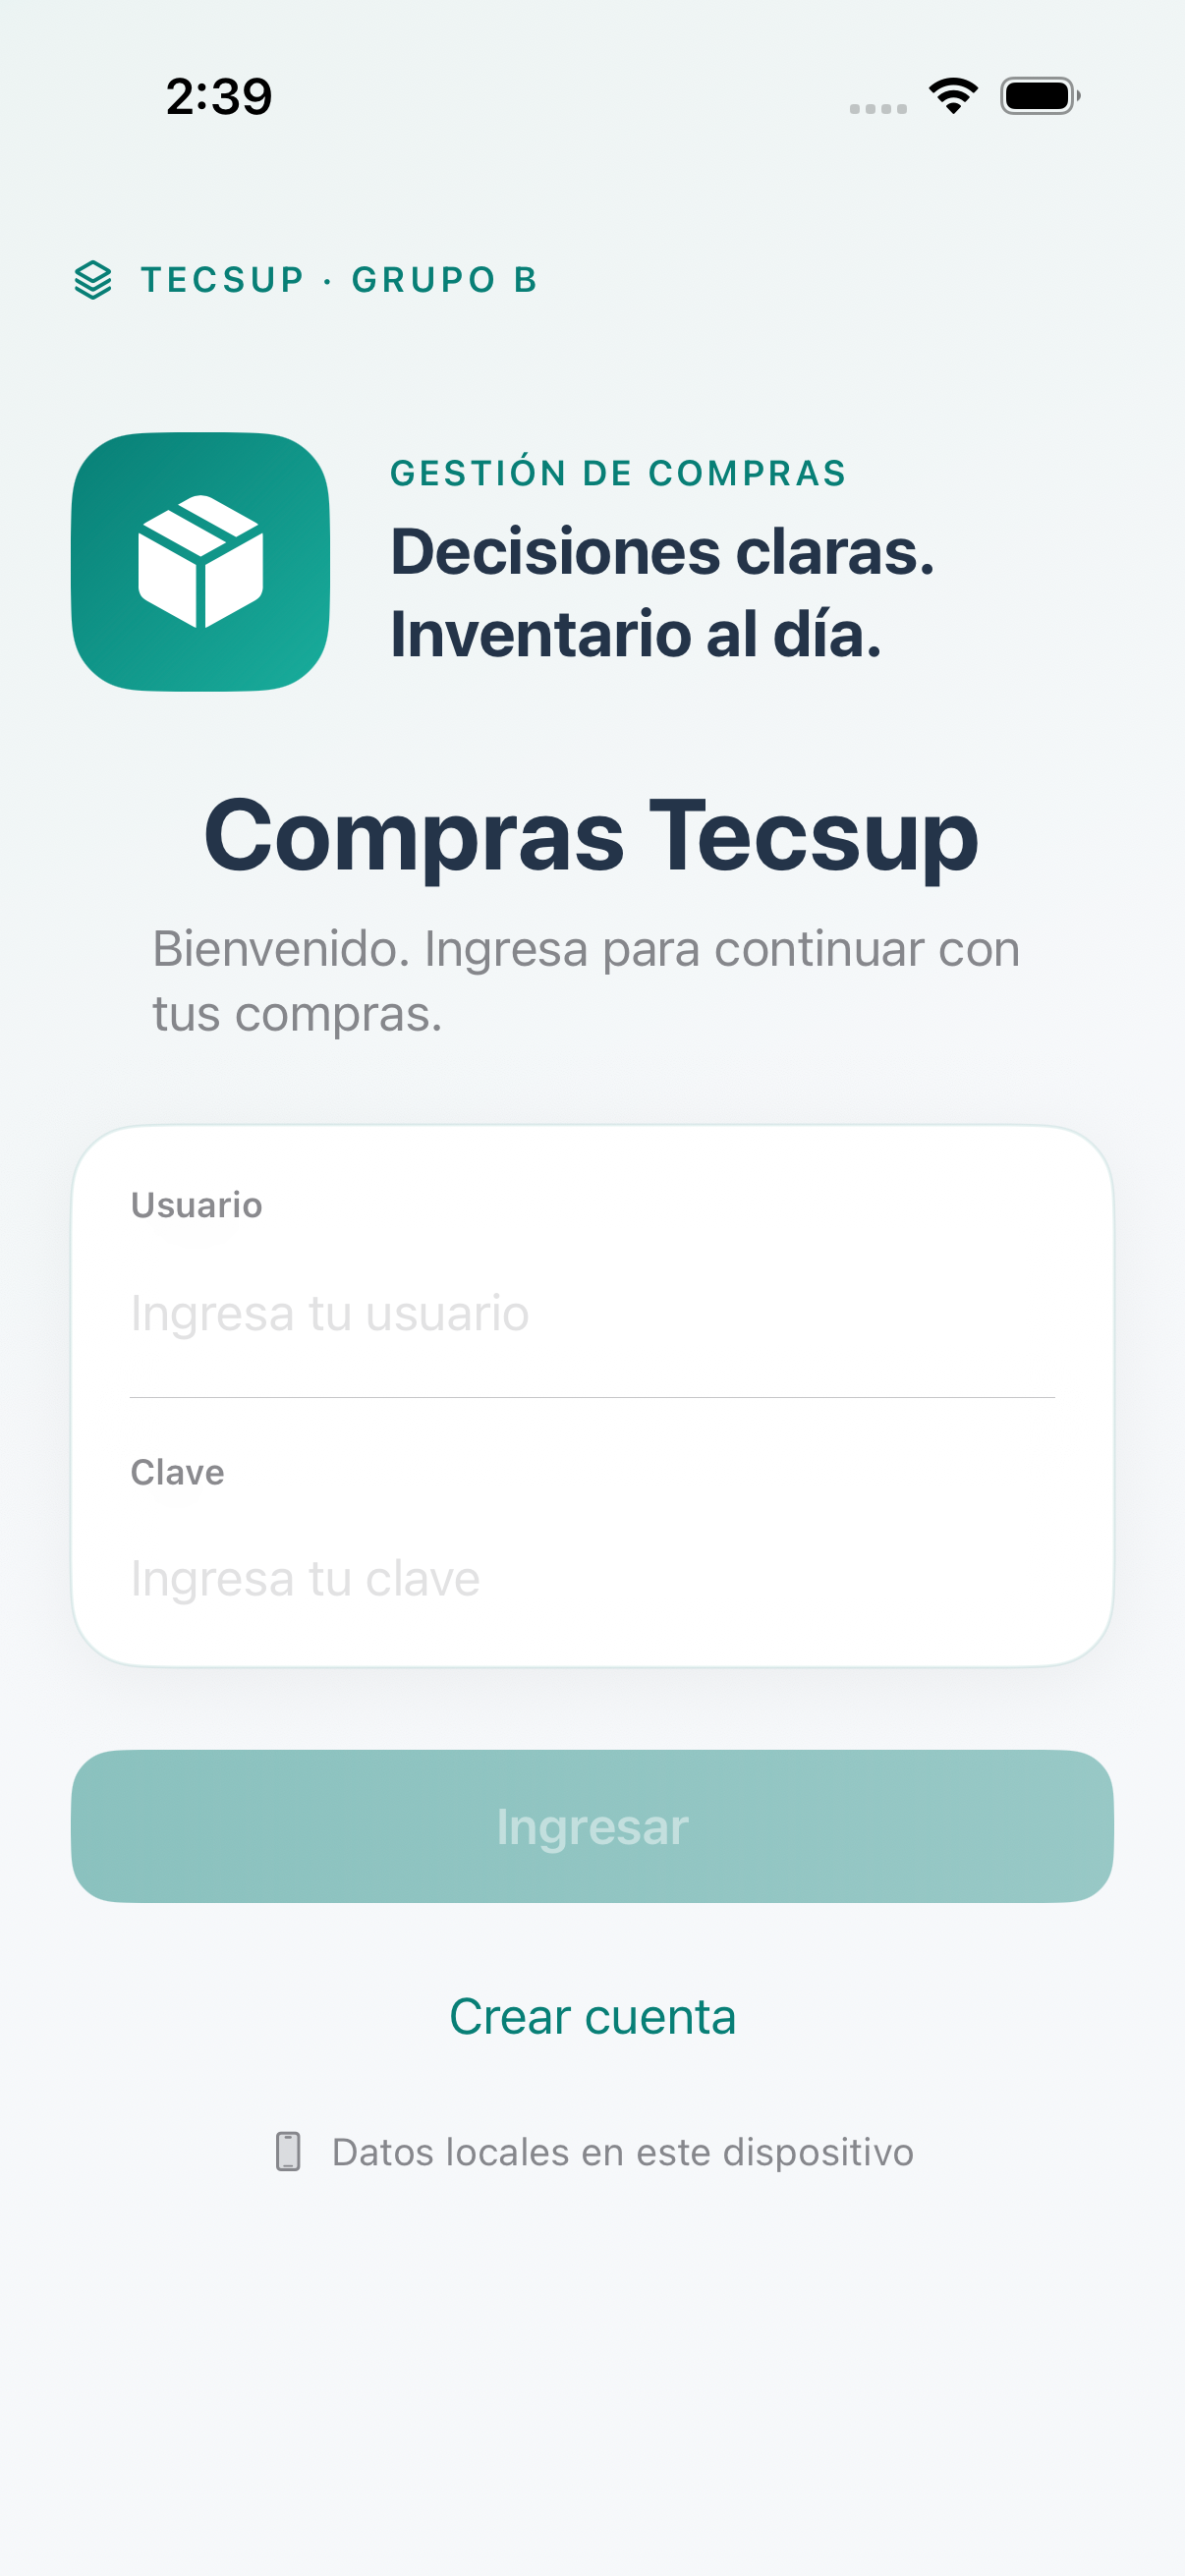 2:39
TECSUP · GRUPO B
GESTIÓN DE COMPRAS
Decisiones claras.
Inventario al día.
Compras Tecsup
Bienvenido. Ingresa para continuar con
tus compras.
Usuario
Ingresa tu usuario
Clave
Ingresa tu clave
Ingresar
Crear cuenta
Datos locales en este dispositivo